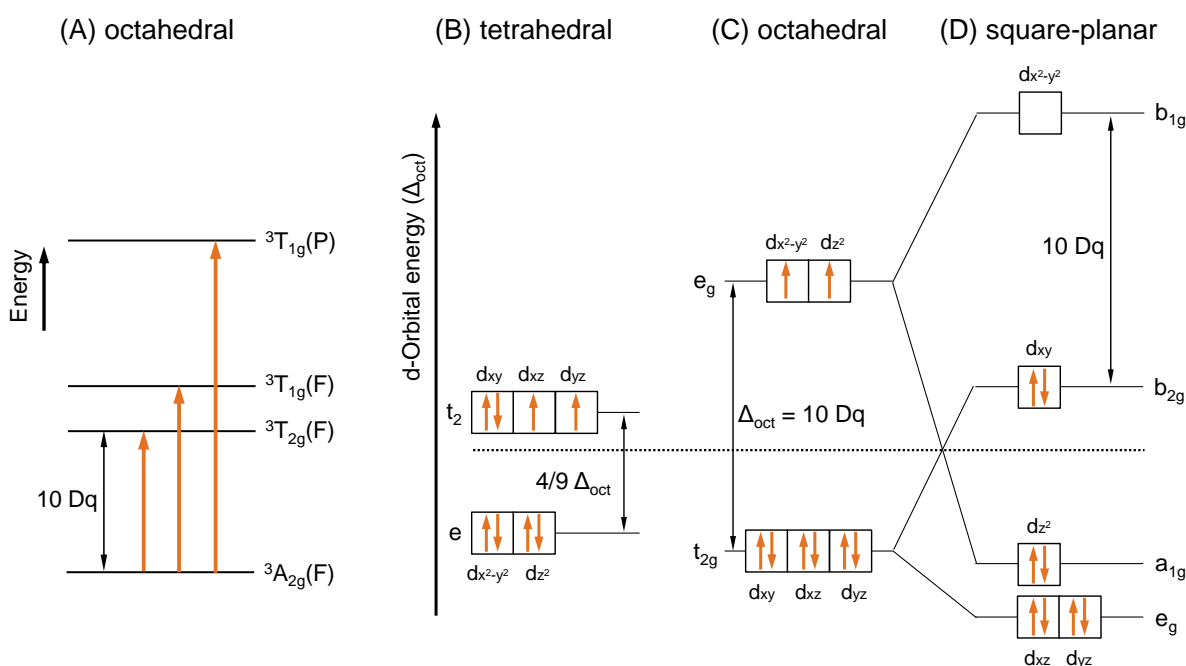 (A) octahedral
(B) tetrahedral
(C) octahedral
(D) square-planar
Energy
³T₁g(P)
³T₁g(F)
³T₂g(F)
10 Dq
³A₂g(F)
d-Orbital energy (Δoct)
dxy dxz dyz
t₂
4/9 Δoct
e
dx²-y² dz²
dx²-y² dz²
eg
Δoct = 10 Dq
t₂g
dxy dxz dyz
dx²-y²
b₁g
10 Dq
dxy
b₂g
dz²
a₁g
eg
dxz dyz